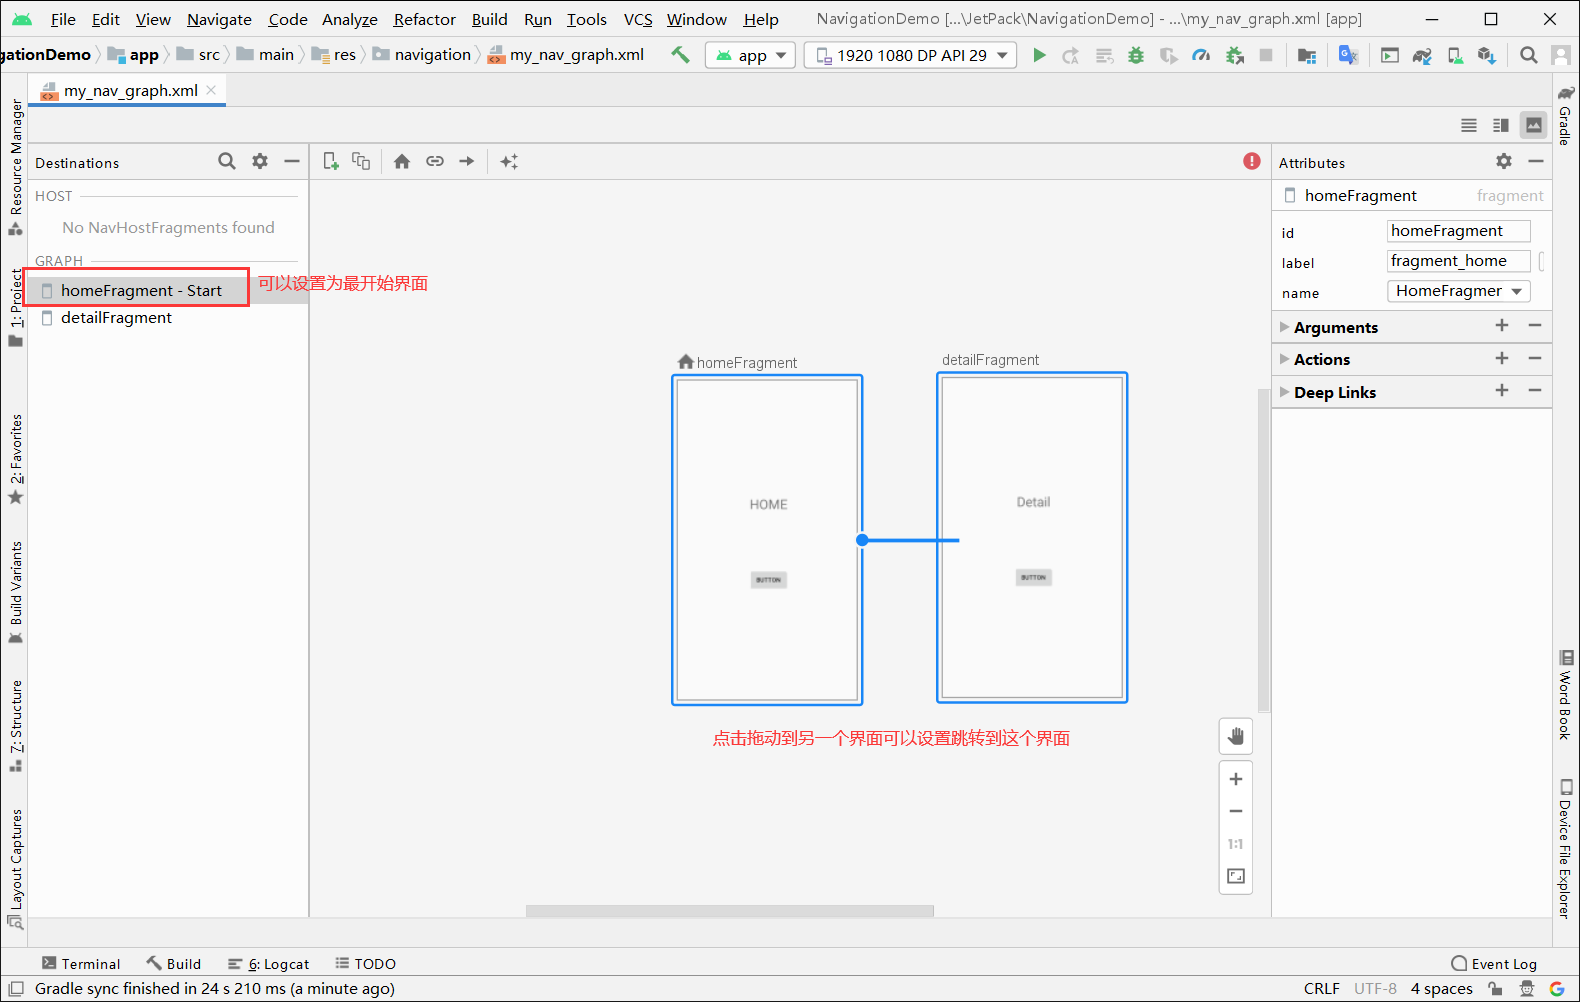 File Edit View Navigate Code Analyze Refactor Build Run Tools VCS Window Help NavigationDemo [...\JetPack\NavigationDemo] - ...\my_nav_graph.xml [app]
gationDemo app src main res navigation my_nav_graph.xml app 1920 1080 DP API 29
my_nav_graph.xml
Destinations
HOST
No NavHostFragments found
GRAPH
homeFragment - Start
可以设置为最开始界面
detailFragment
homeFragment
HOME
BUTTON
detailFragment
Detail
BUTTON
点击拖动到另一个界面可以设置跳转到这个界面
1:1
Attributes
homeFragment fragment
id homeFragment
label fragment_home
name HomeFragmer
Arguments
Actions
Deep Links
Resource Manager
1: Project
2: Favorites
Build Variants
7: Structure
Layout Captures
Gradle
Word Book
Device File Explorer
Terminal Build 6: Logcat TODO Event Log
Gradle sync finished in 24 s 210 ms (a minute ago) CRLF UTF-8 4 spaces